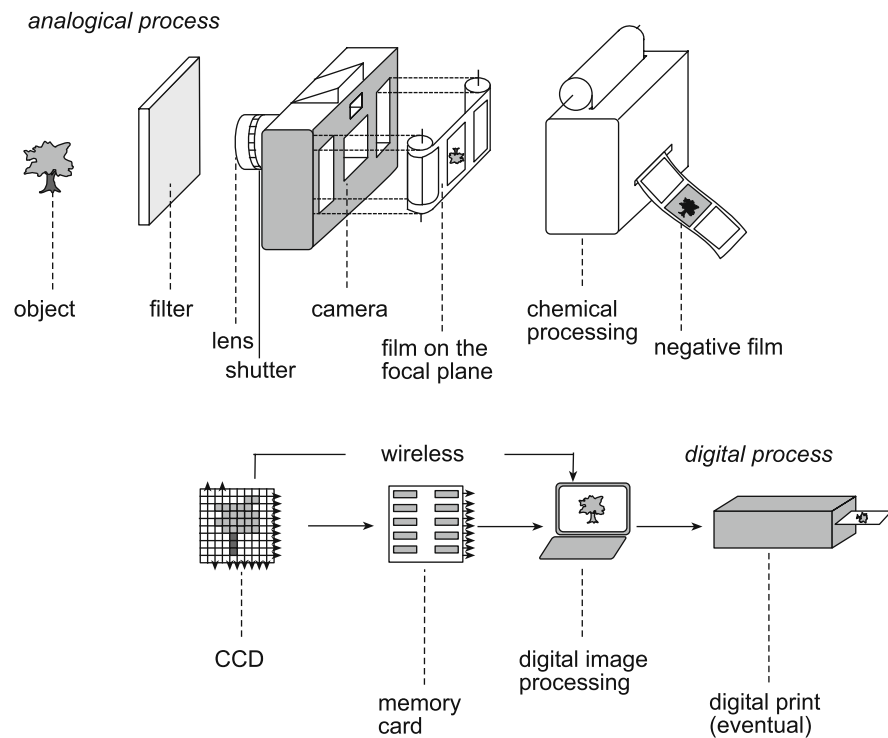 analogical process
object
filter
lens
shutter
camera
film on the
focal plane
chemical
processing
negative film
wireless
digital process
CCD
memory
card
digital image
processing
digital print
(eventual)